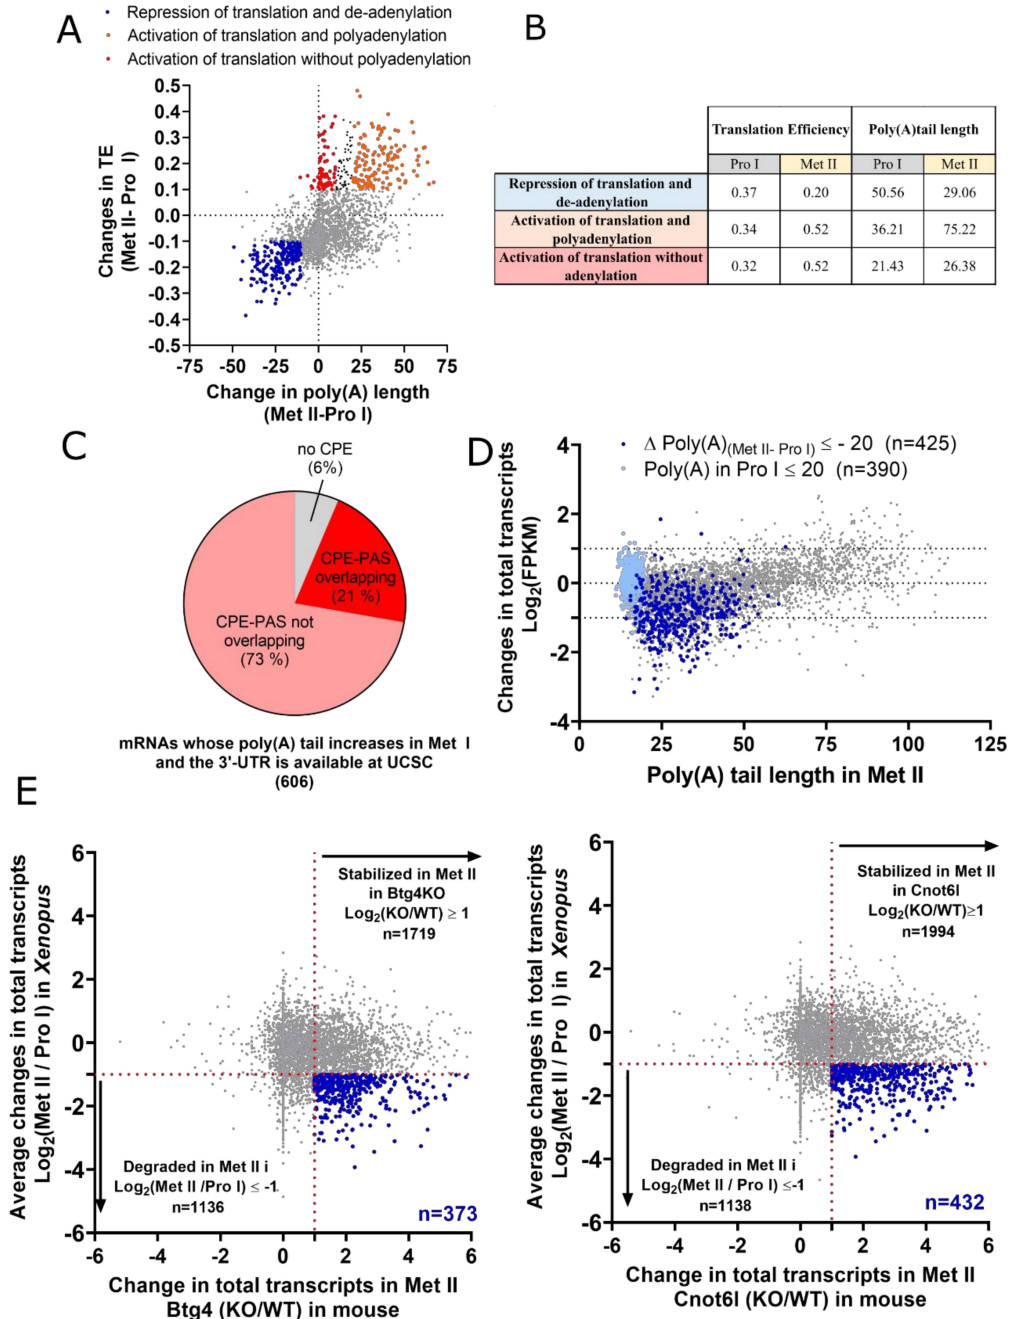 A
Repression of translation and de-adenylation
Activation of translation and polyadenylation
Activation of translation without polyadenylation
0.5
0.4
0.3
0.2
0.1
0.0
-0.1
-0.2
-0.3
-0.4
-0.5
Changes in TE
(Met II- Pro I)
-75 -50 -25 0 25 50 75
Change in poly(A) length
(Met II-Pro I)
B
Translation Efficiency Poly(A)tail length
Pro I Met II Pro I Met II
Repression of translation and
de-adenylation
0.37 0.20 50.56 29.06
Activation of translation and
polyadenylation
0.34 0.52 36.21 75.22
Activation of translation without
adenylation
0.32 0.52 21.43 26.38
C
no CPE
(6%)
CPE-PAS
overlapping
(21 %)
CPE-PAS not
overlapping
(73 %)
mRNAs whose poly(A) tail increases in Met I
and the 3'-UTR is available at UCSC
(606)
D
Δ Poly(A)(Met II- Pro I) ≤ - 20 (n=425)
Poly(A) in Pro I ≤ 20 (n=390)
4
2
0
-2
-4
Changes in total transcripts
Log2(FPKM)
0 25 50 75 100 125
Poly(A) tail length in Met II
E
6
4
2
0
-2
-4
-6
Average changes in total transcripts
Log2(Met II / Pro I) in Xenopus
Stabilized in Met II
in Btg4KO
Log2(KO/WT) ≥ 1
n=1719
Degraded in Met II i
Log2(Met II /Pro I) ≤ -1
n=1136
n=373
-6 -4 -2 0 2 4 6
Change in total transcripts in Met II
Btg4 (KO/WT) in mouse
6
4
2
0
-2
-4
-6
Average changes in total transcripts
Log2(Met II / Pro I) in Xenopus
Stabilized in Met II
in Cnot6l
Log2(KO/WT)≥1
n=1994
Degraded in Met II i
Log2(Met II / Pro I) ≤-1
n=1138
n=432
-6 -4 -2 0 2 4 6
Change in total transcripts in Met II
Cnot6l (KO/WT) in mouse